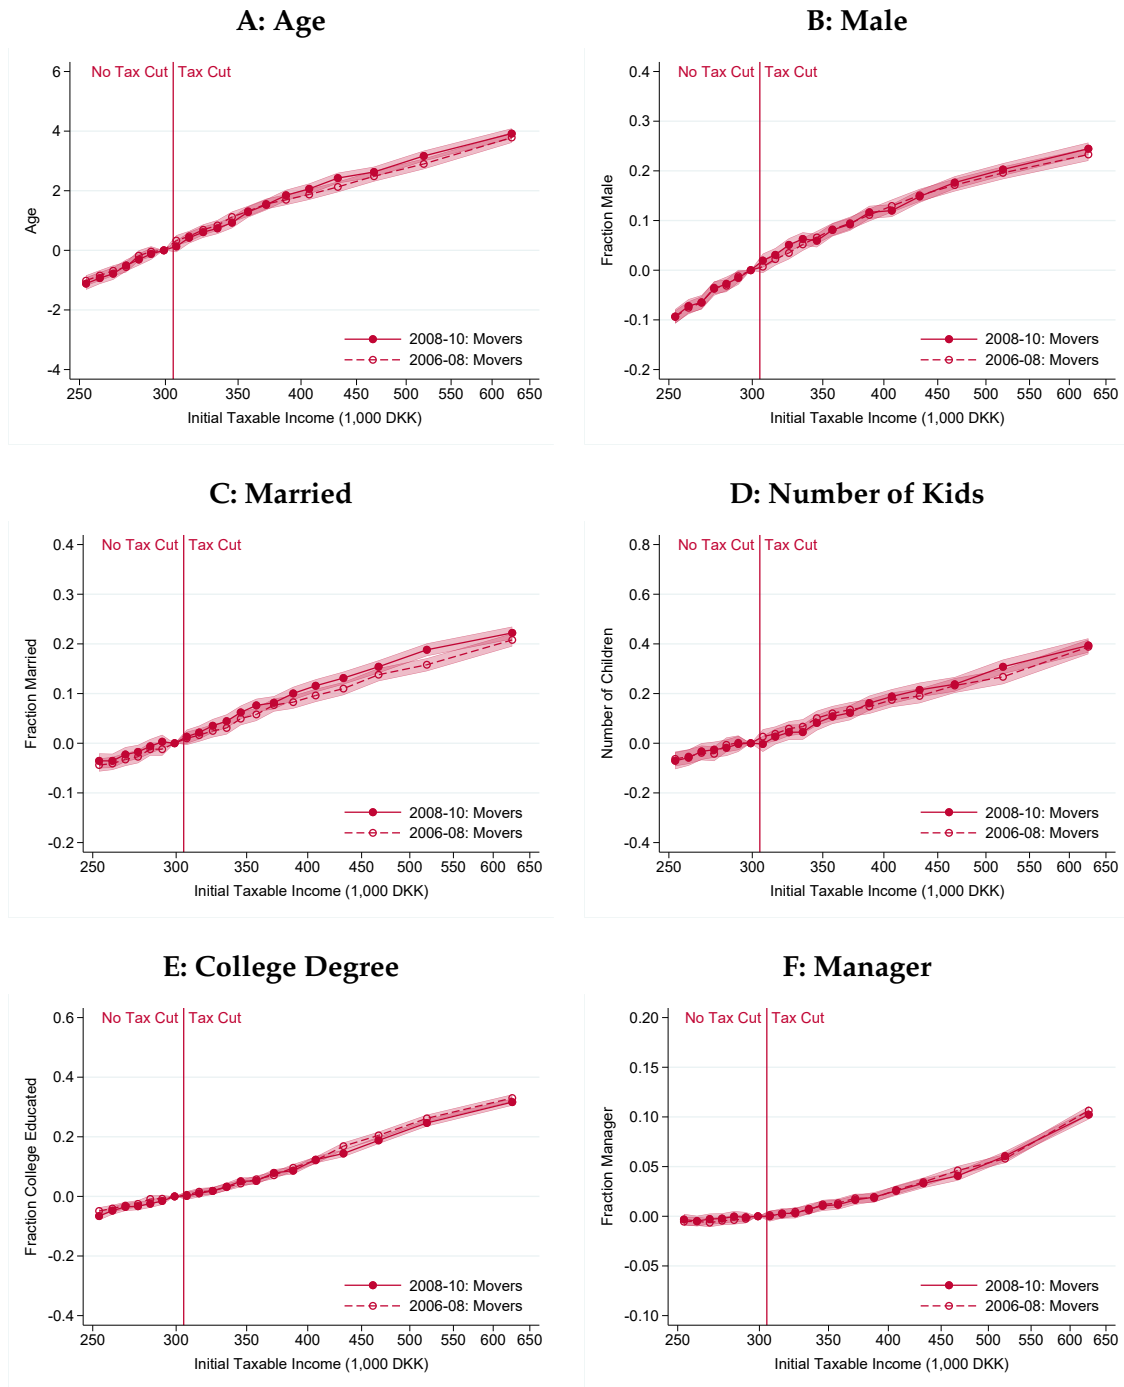 A: Age
No Tax Cut Tax Cut
6
4
2
0
-2
-4
Age
2008-10: Movers
2006-08: Movers
250 300 350 400 450 500 550 600 650
Initial Taxable Income (1,000 DKK)
B: Male
No Tax Cut Tax Cut
0.4
0.3
0.2
0.1
0.0
-0.1
-0.2
Fraction Male
2008-10: Movers
2006-08: Movers
250 300 350 400 450 500 550 600 650
Initial Taxable Income (1,000 DKK)
C: Married
No Tax Cut Tax Cut
0.4
0.3
0.2
0.1
0.0
-0.1
-0.2
Fraction Married
2008-10: Movers
2006-08: Movers
250 300 350 400 450 500 550 600 650
Initial Taxable Income (1,000 DKK)
D: Number of Kids
No Tax Cut Tax Cut
0.8
0.6
0.4
0.2
0.0
-0.2
-0.4
Number of Children
2008-10: Movers
2006-08: Movers
250 300 350 400 450 500 550 600 650
Initial Taxable Income (1,000 DKK)
E: College Degree
No Tax Cut Tax Cut
0.6
0.4
0.2
0.0
-0.2
-0.4
Fraction College Educated
2008-10: Movers
2006-08: Movers
250 300 350 400 450 500 550 600 650
Initial Taxable Income (1,000 DKK)
F: Manager
No Tax Cut Tax Cut
0.20
0.15
0.10
0.05
0.00
-0.05
-0.10
Fraction Manager
2008-10: Movers
2006-08: Movers
250 300 350 400 450 500 550 600 650
Initial Taxable Income (1,000 DKK)